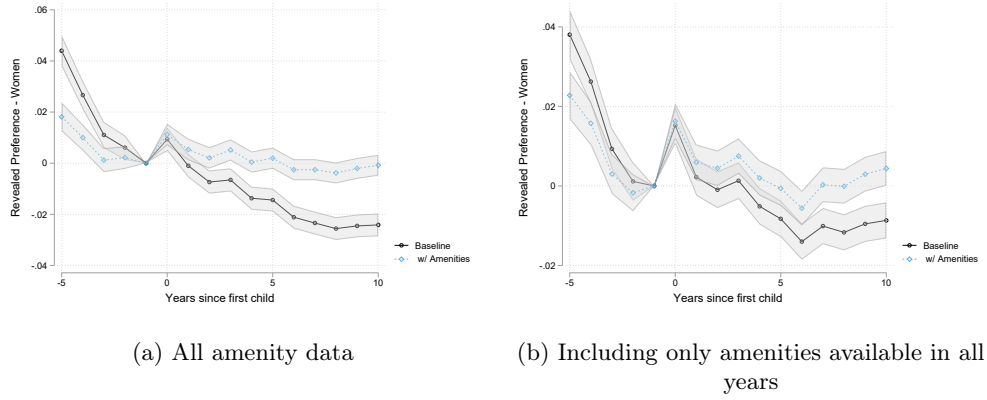 Revealed Preference - Women
.06
.04
.02
0
-.02
-.04
-5
0
5
10
Years since first child
Baseline
w/ Amenities
(a) All amenity data
Revealed Preference - Women
.04
.02
0
-.02
-5
0
5
10
Years since first child
Baseline
w/ Amenities
(b) Including only amenities available in all
years